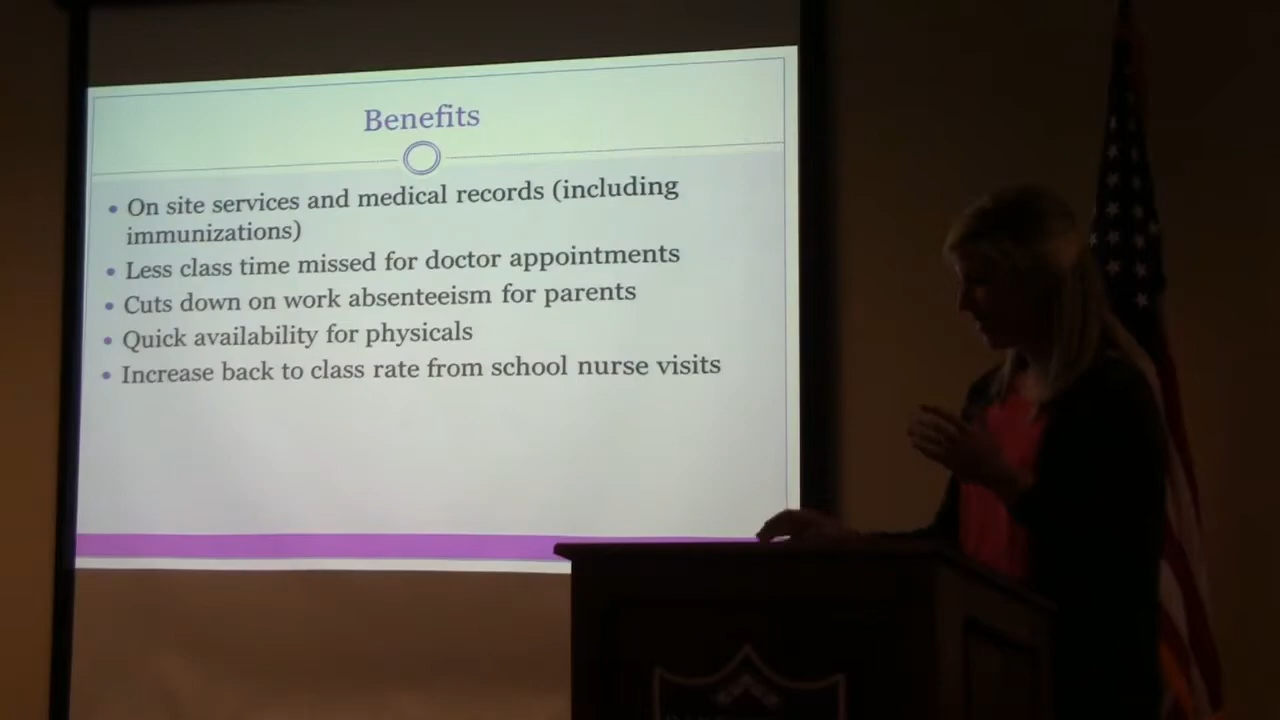 Benefits
• On site services and medical records (including
immunizations)
• Less class time missed for doctor appointments
• Cuts down on work absenteeism for parents
• Quick availability for physicals
• Increase back to class rate from school nurse visits